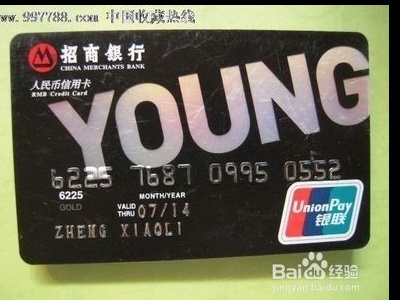 www.997788.com 中国收藏热线
招商银行
CHINA MERCHANTS BANK
人民币信用卡
RMB Credit Card
YOUNG
6225 7687 0995 0552
6225
MONTH/YEAR
GOLD
VALID THRU 07/14
ZHENG XIAOLI
UnionPay
银联
Baidu 经验
jingyan.baidu.com